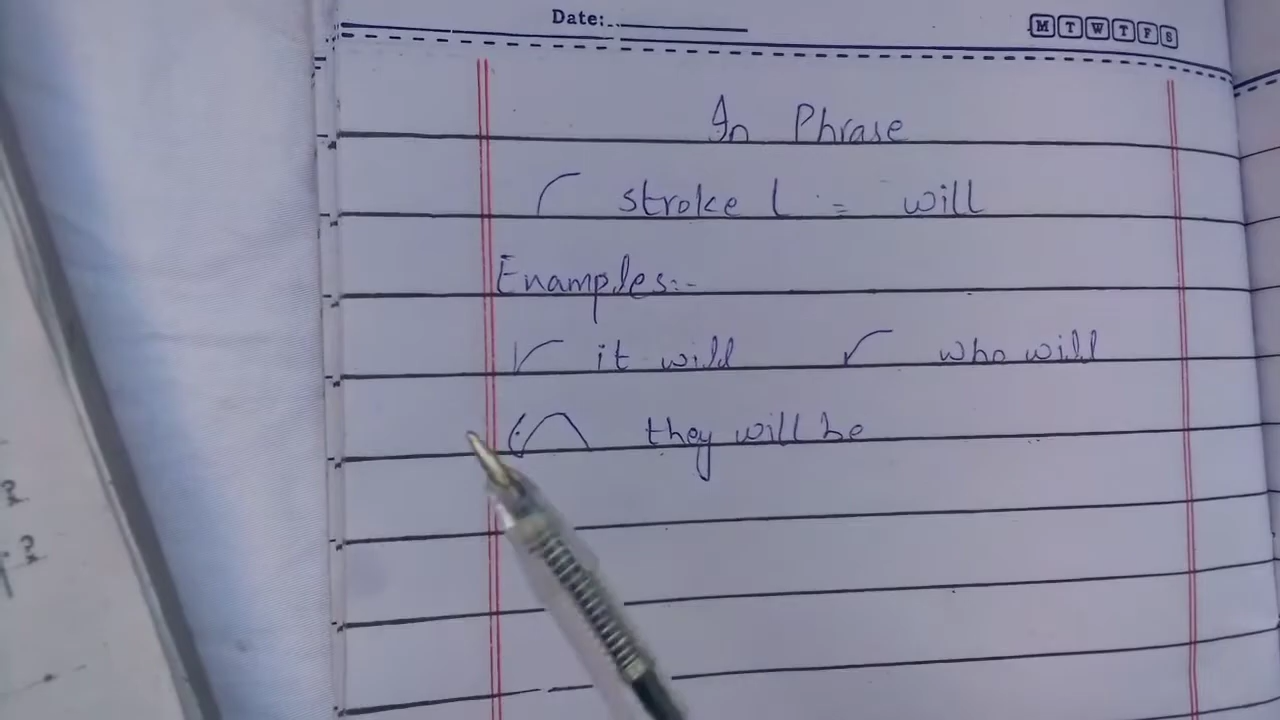 Date:
M T W T F S
In Phrase
stroke L = will
Enamples:-
it will who will
they will be